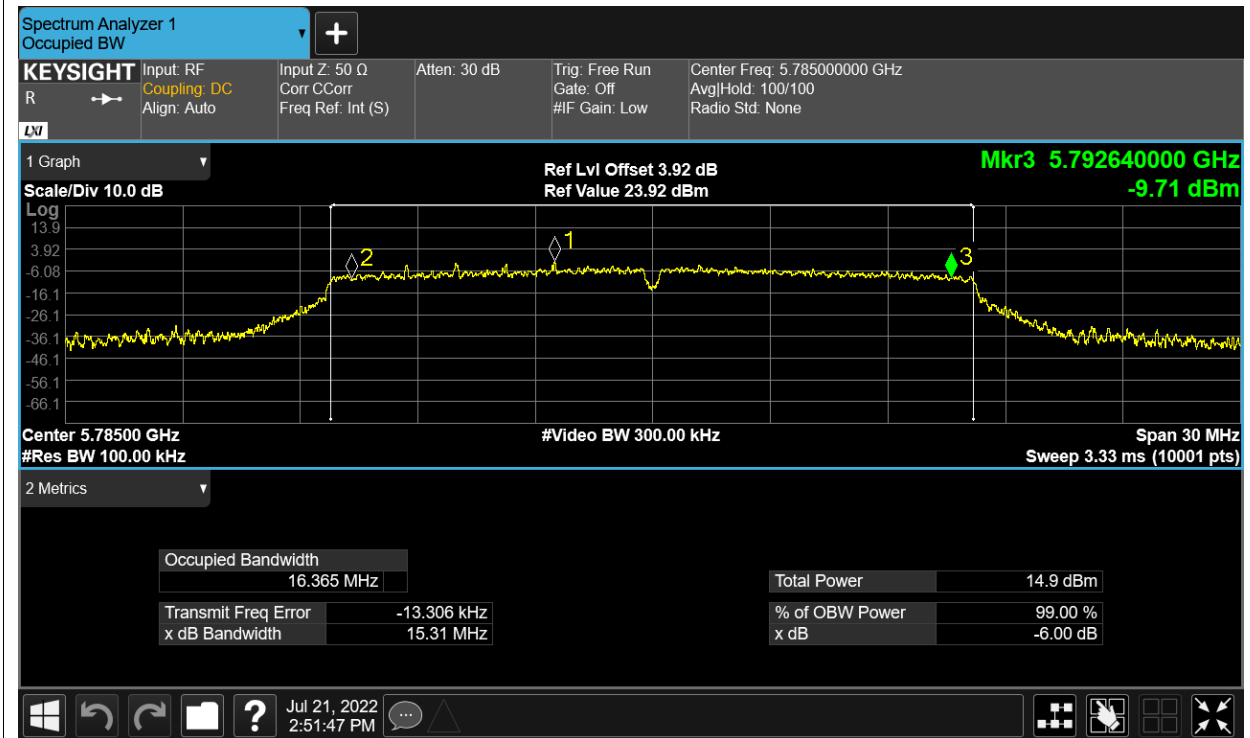 Spectrum Analyzer 1
Occupied BW
+
KEYSIGHT
R
LXI
Input: RF
Coupling: DC
Align: Auto
Input Z: 50 Ω
Corr CCorr
Freq Ref: Int (S)
Atten: 30 dB
Trig: Free Run
Gate: Off
#IF Gain: Low
Center Freq: 5.785000000 GHz
Avg|Hold: 100/100
Radio Std: None
1 Graph
Scale/Div 10.0 dB
Ref Lvl Offset 3.92 dB
Ref Value 23.92 dBm
Mkr3 5.792640000 GHz
-9.71 dBm
Log
13.9
3.92
-6.08
-16.1
-26.1
-36.1
-46.1
-56.1
-66.1
2
1
3
Center 5.78500 GHz
#Res BW 100.00 kHz
#Video BW 300.00 kHz
Span 30 MHz
Sweep 3.33 ms (10001 pts)
2 Metrics
Occupied Bandwidth
16.365 MHz
Transmit Freq Error -13.306 kHz
x dB Bandwidth 15.31 MHz
Total Power 14.9 dBm
% of OBW Power 99.00 %
x dB -6.00 dB
?
Jul 21, 2022
2:51:47 PM